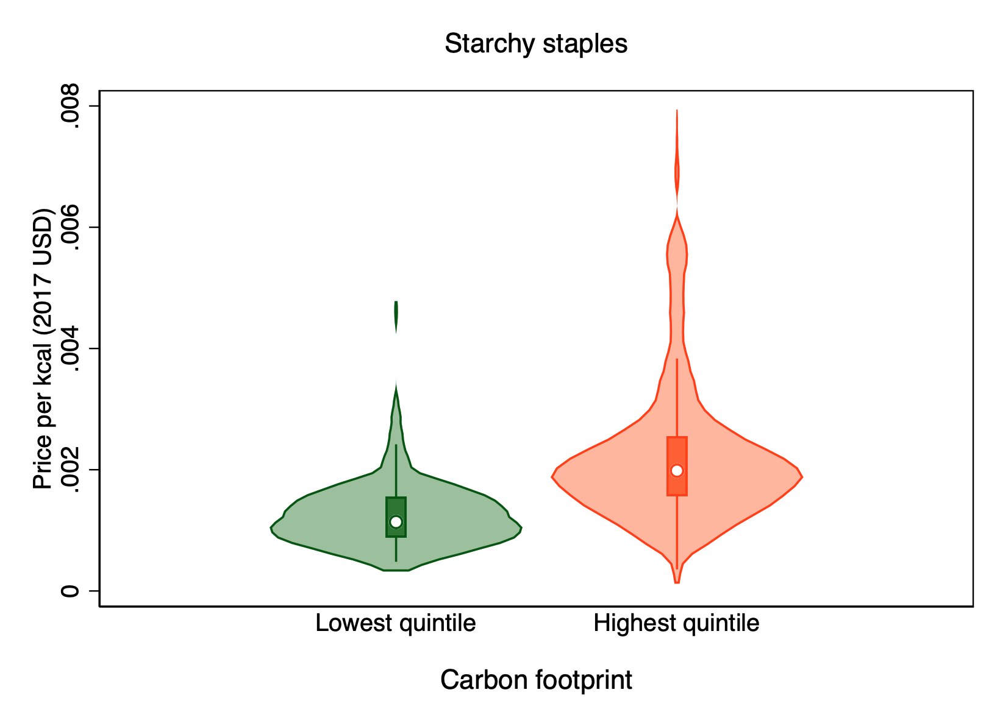 Starchy staples
Price per kcal (2017 USD)
.008
.006
.004
.002
0
Lowest quintile
Highest quintile
Carbon footprint